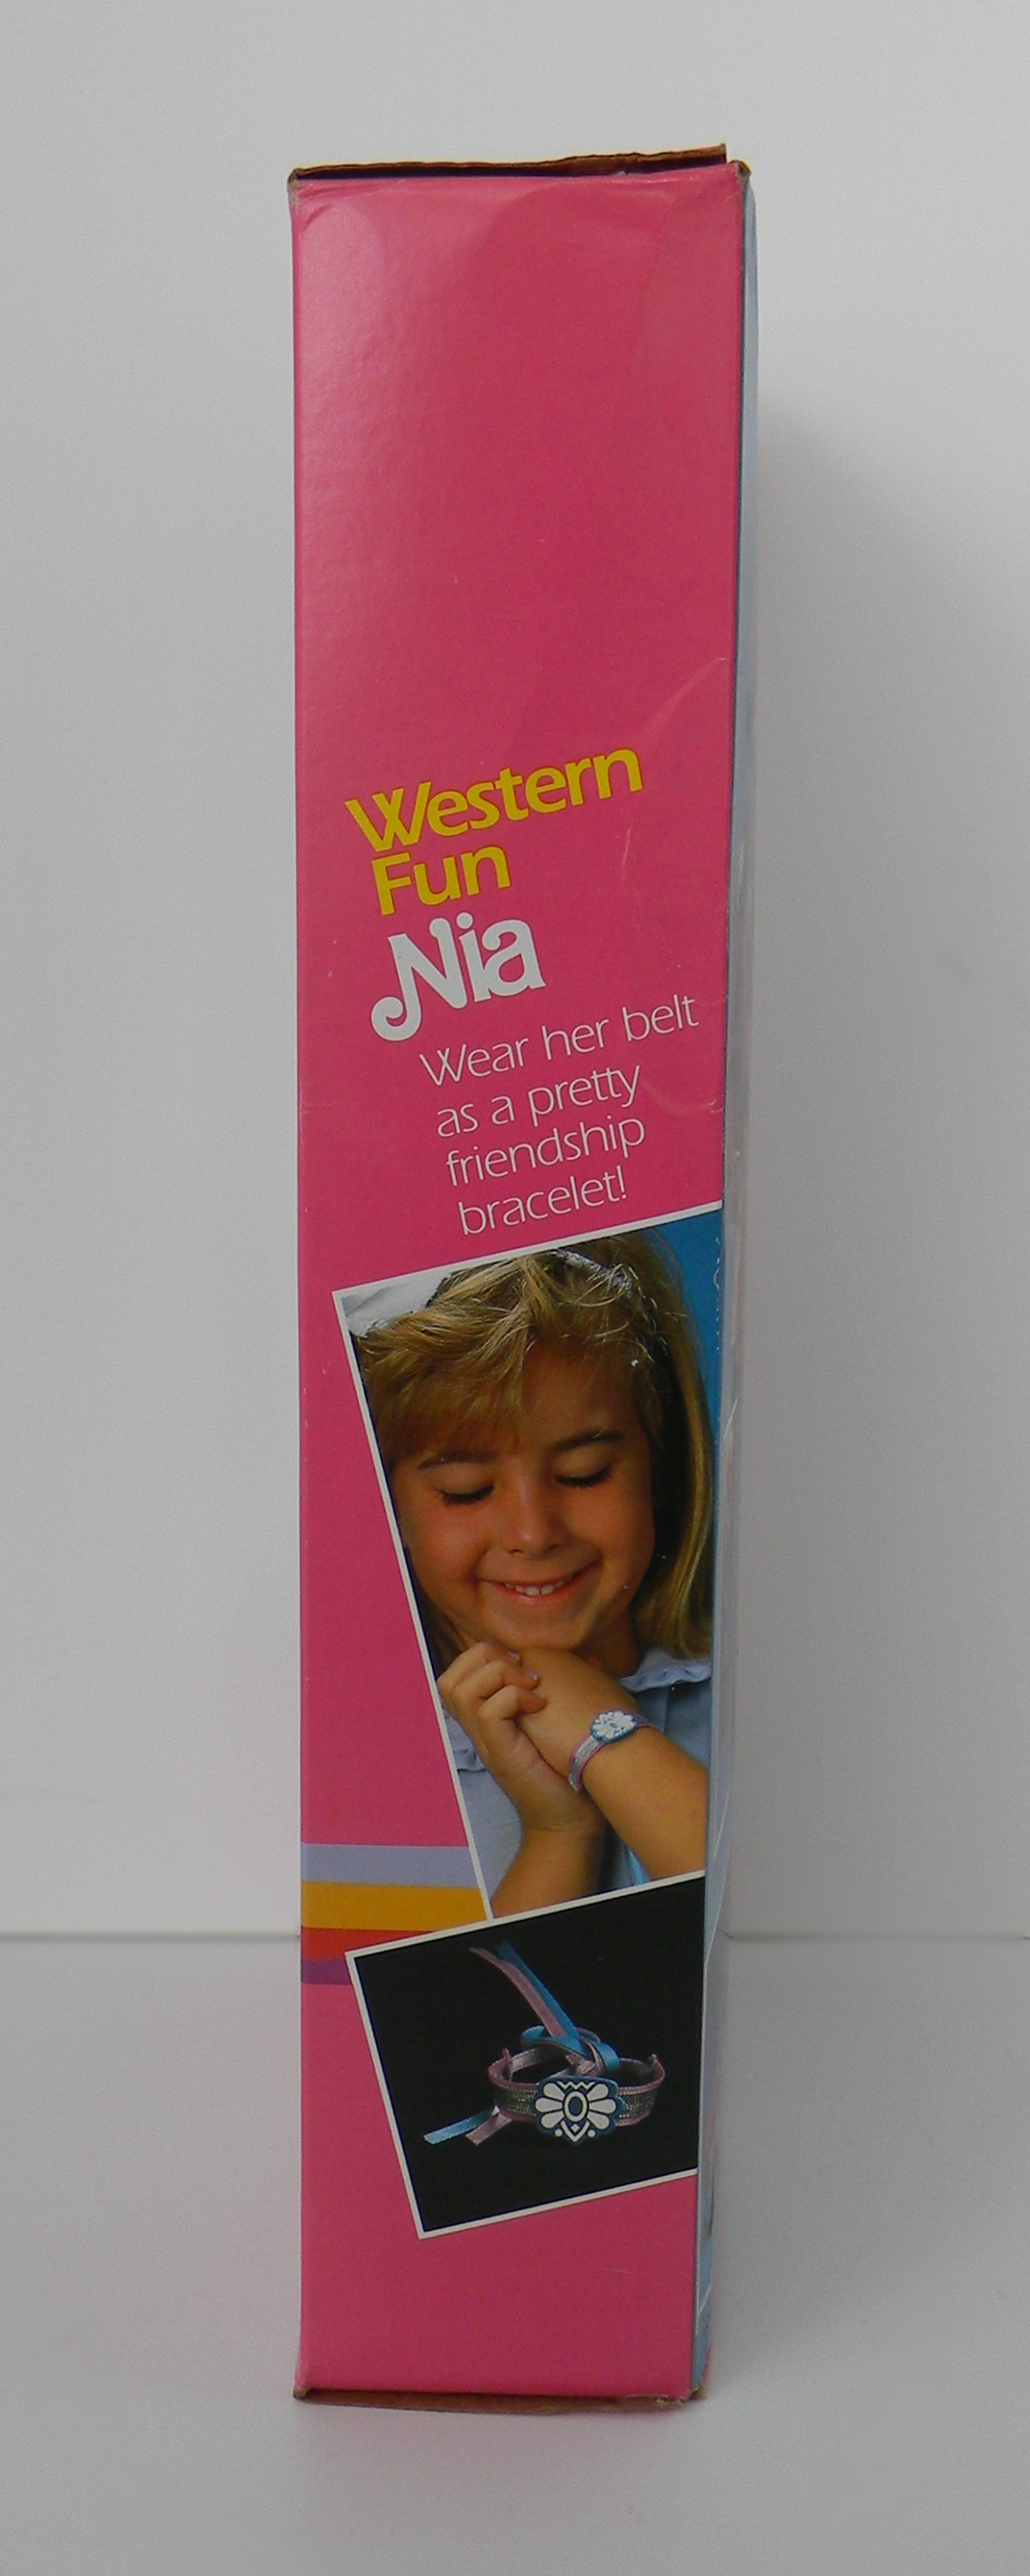 Western
Fun
Nia
Wear her belt
as a pretty
friendship
bracelet!